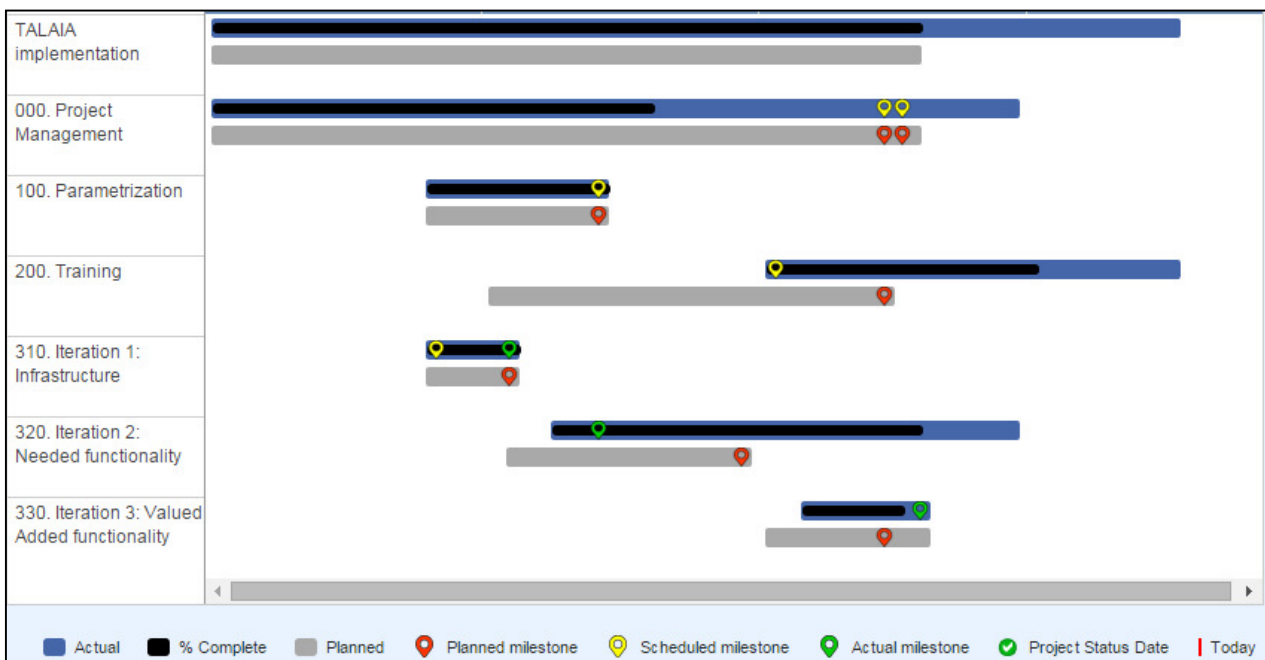 TALAIA
implementation
000. Project
Management
100. Parametrization
200. Training
310. Iteration 1:
Infrastructure
320. Iteration 2:
Needed functionality
330. Iteration 3: Valued
Added functionality
Actual % Complete Planned Planned milestone Scheduled milestone Actual milestone Project Status Date Today